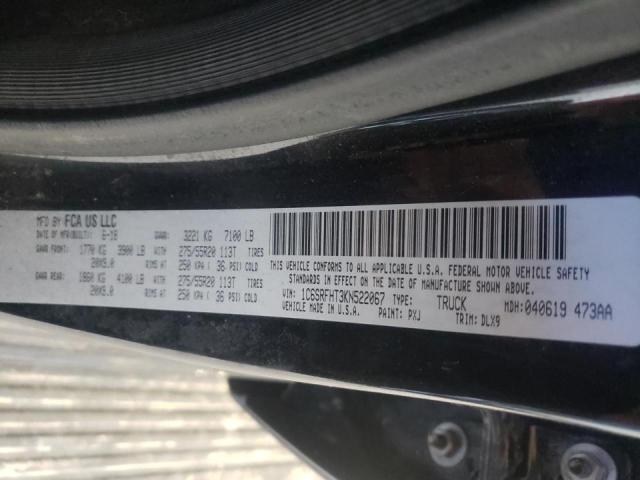 MFD BY FCA US LLC
DATE OF MFR(BUILT): 6-19 GVWR: 3221 KG 7100 LB
GAWR FRONT: 1770 KG 3900 LB WITH 275/55R20 113T TIRES
20X9.0 RIMS AT 250 KPA ( 36 PSI) COLD
GAWR REAR: 1860 KG 4100 LB WITH 275/55R20 113T TIRES
20X9.0 RIMS AT 250 KPA ( 36 PSI) COLD
THIS VEHICLE CONFORMS TO ALL APPLICABLE U.S.A. FEDERAL MOTOR VEHICLE SAFETY
STANDARDS IN EFFECT ON THE DATE OF MANUFACTURE SHOWN ABOVE.
VIN: 1C6SRFHT3KN522067 TYPE: TRUCK MDH: 040619 473AA
VEHICLE MADE IN U.S.A. PAINT: PXJ TRIM: DLX9